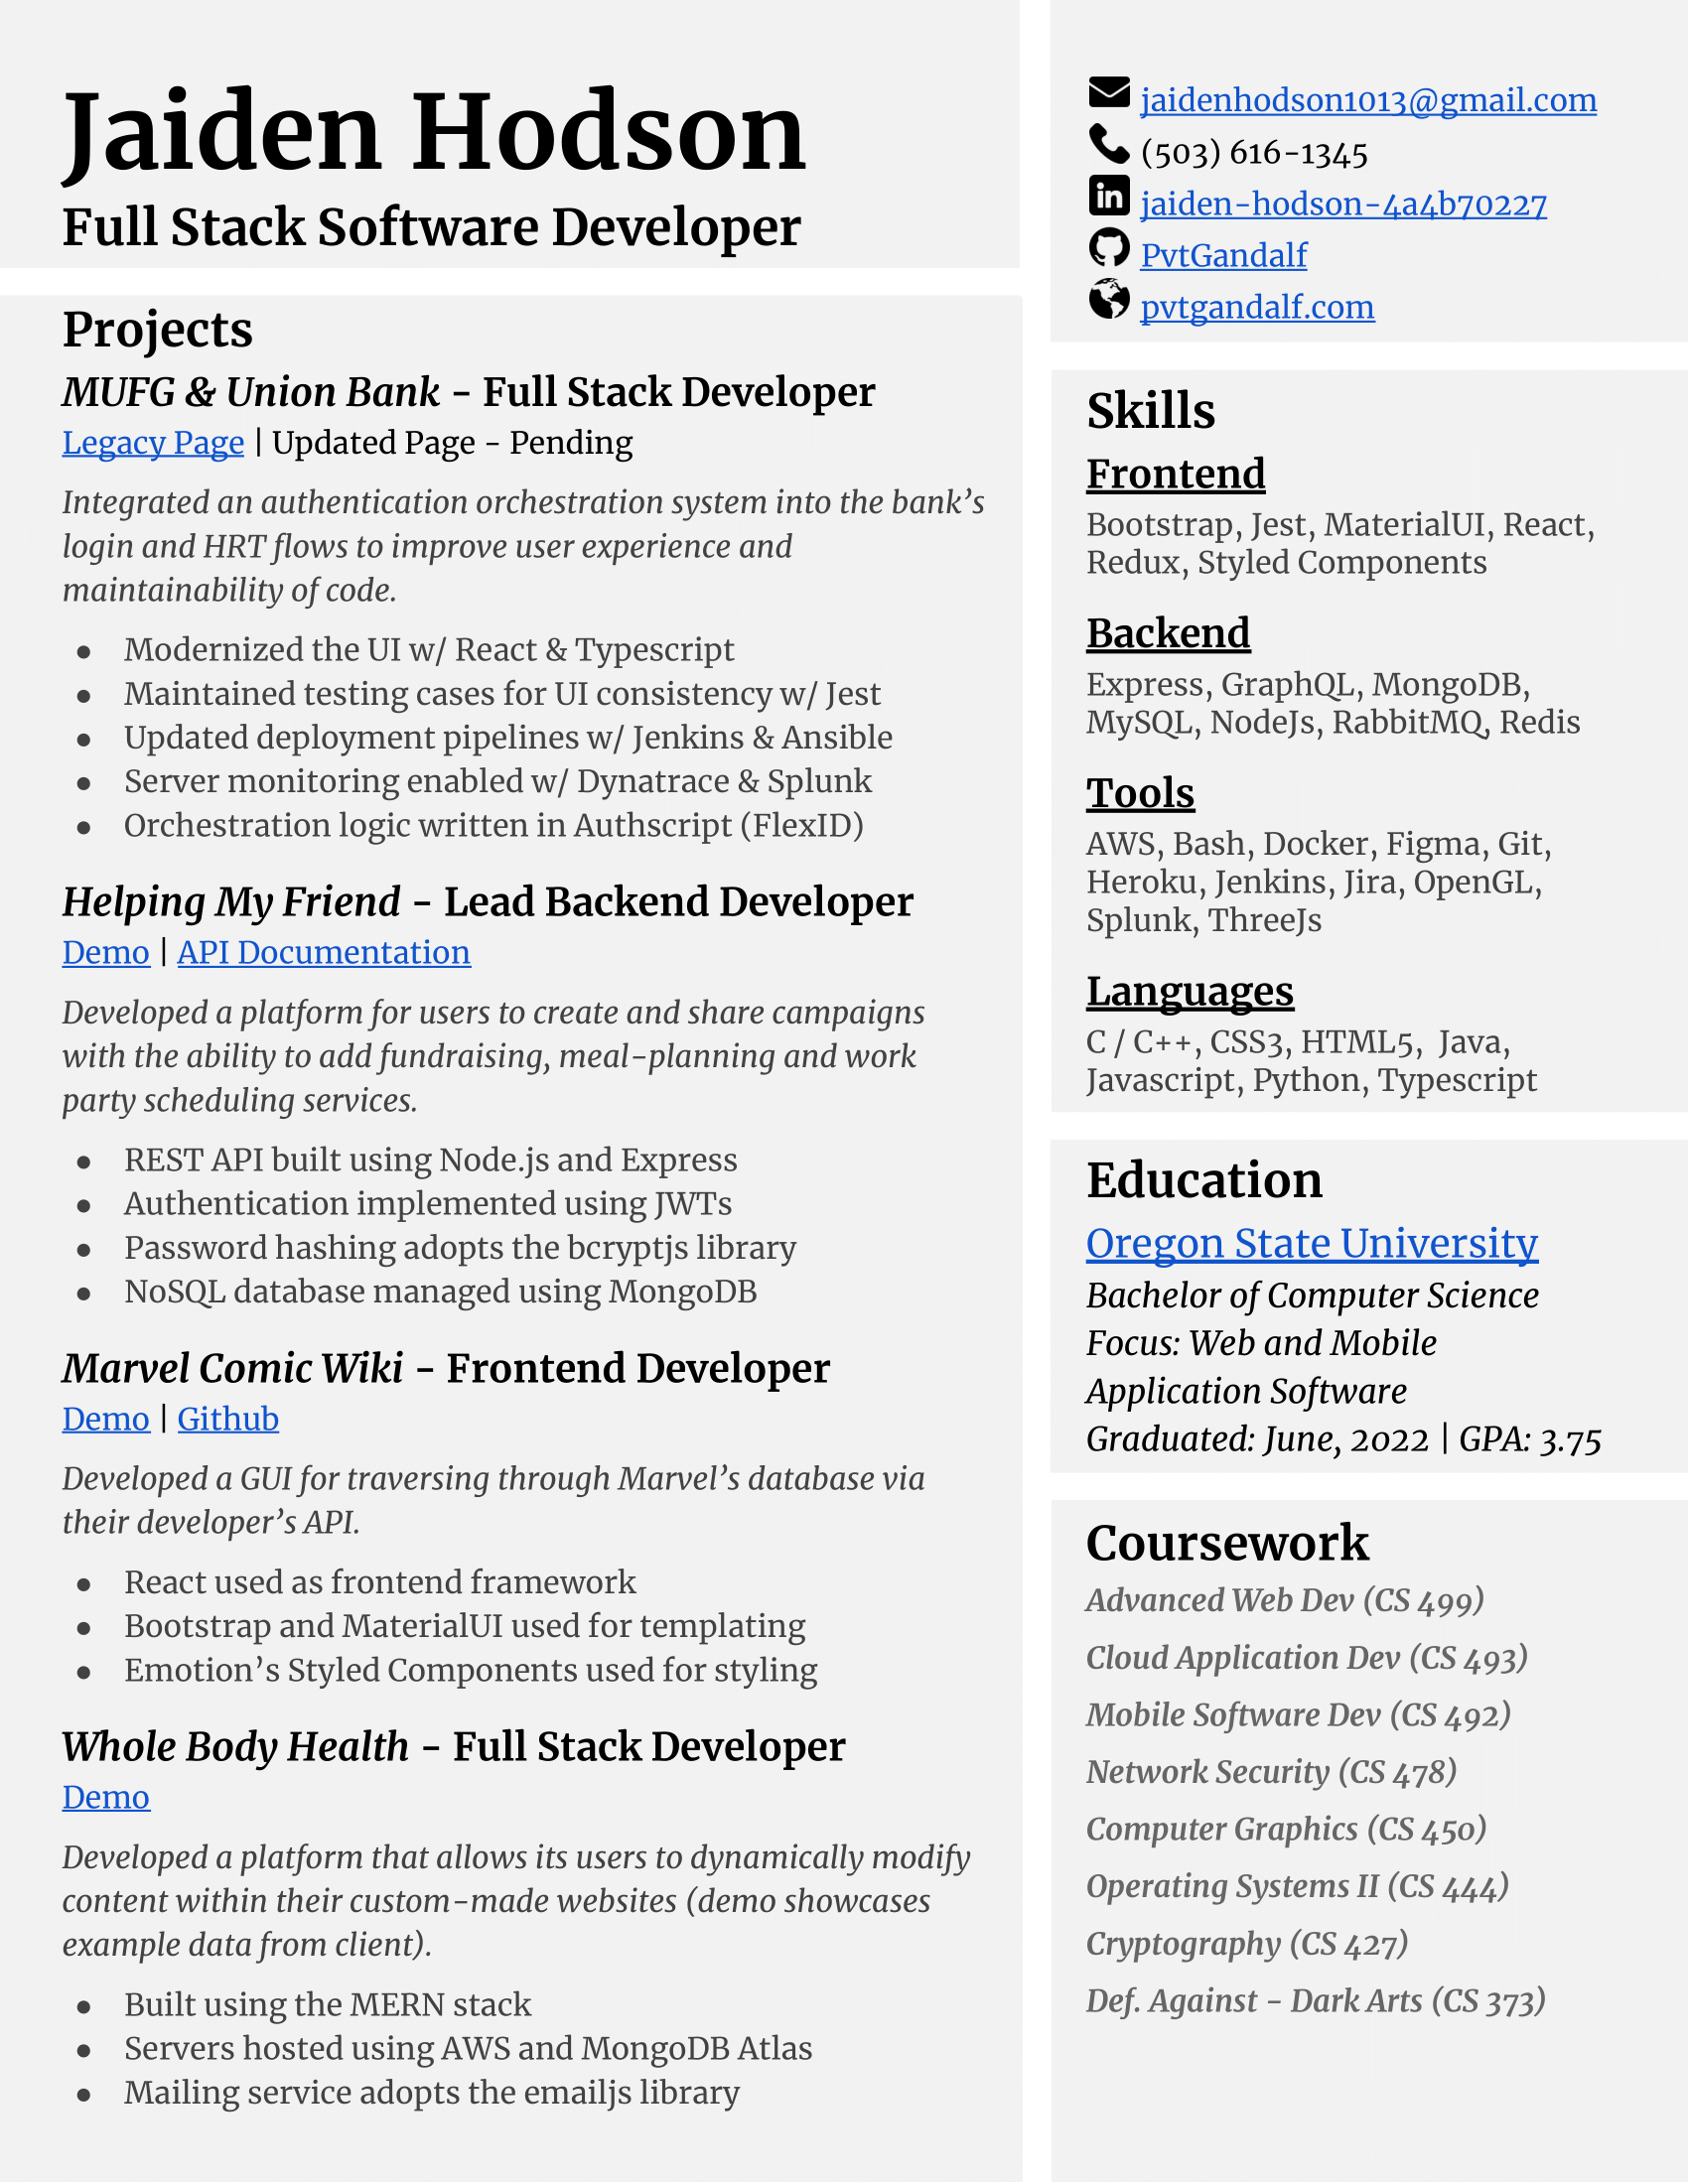 Jaiden Hodson
Full Stack Software Developer
jaidenhodson1013@gmail.com
(503) 616-1345
jaiden-hodson-4a4b70227
PvtGandalf
pvtgandalf.com
Projects
MUFG & Union Bank - Full Stack Developer
Legacy Page | Updated Page - Pending
Integrated an authentication orchestration system into the bank’s
login and HRT flows to improve user experience and
maintainability of code.
● Modernized the UI w/ React & Typescript
● Maintained testing cases for UI consistency w/ Jest
● Updated deployment pipelines w/ Jenkins & Ansible
● Server monitoring enabled w/ Dynatrace & Splunk
● Orchestration logic written in Authscript (FlexID)
Helping My Friend - Lead Backend Developer
Demo | API Documentation
Developed a platform for users to create and share campaigns
with the ability to add fundraising, meal-planning and work
party scheduling services.
● REST API built using Node.js and Express
● Authentication implemented using JWTs
● Password hashing adopts the bcryptjs library
● NoSQL database managed using MongoDB
Marvel Comic Wiki - Frontend Developer
Demo | Github
Developed a GUI for traversing through Marvel’s database via
their developer’s API.
● React used as frontend framework
● Bootstrap and MaterialUI used for templating
● Emotion’s Styled Components used for styling
Whole Body Health - Full Stack Developer
Demo
Developed a platform that allows its users to dynamically modify
content within their custom-made websites (demo showcases
example data from client).
● Built using the MERN stack
● Servers hosted using AWS and MongoDB Atlas
● Mailing service adopts the emailjs library
Skills
Frontend
Bootstrap, Jest, MaterialUI, React,
Redux, Styled Components
Backend
Express, GraphQL, MongoDB,
MySQL, NodeJs, RabbitMQ, Redis
Tools
AWS, Bash, Docker, Figma, Git,
Heroku, Jenkins, Jira, OpenGL,
Splunk, ThreeJs
Languages
C / C++, CSS3, HTML5, Java,
Javascript, Python, Typescript
Education
Oregon State University
Bachelor of Computer Science
Focus: Web and Mobile
Application Software
Graduated: June, 2022 | GPA: 3.75
Coursework
Advanced Web Dev (CS 499)
Cloud Application Dev (CS 493)
Mobile Software Dev (CS 492)
Network Security (CS 478)
Computer Graphics (CS 450)
Operating Systems II (CS 444)
Cryptography (CS 427)
Def. Against - Dark Arts (CS 373)